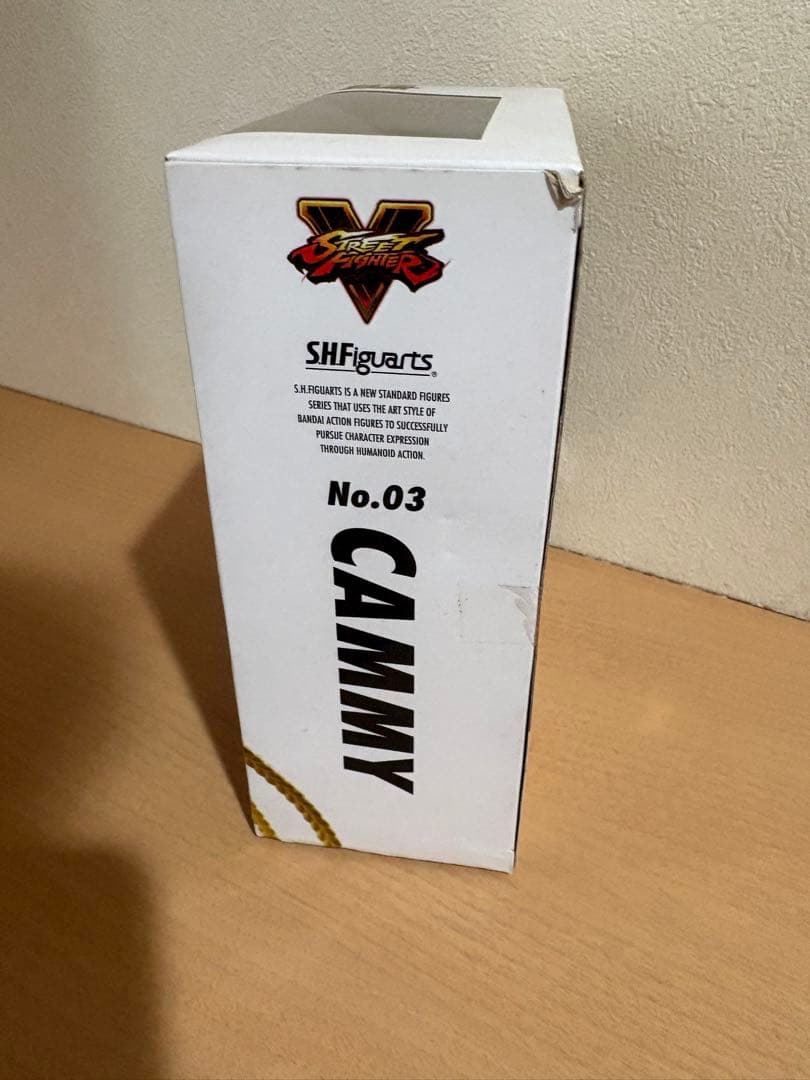 V
STREET
FIGHTER
S.H.Figuarts®
S.H.FIGUARTS IS A NEW STANDARD FIGURES
SERIES THAT USES THE ART STYLE OF
BANDAI ACTION FIGURES TO SUCCESSFULLY
PURSUE CHARACTER EXPRESSION
THROUGH HUMANOID ACTION.
No.03
CAMMY